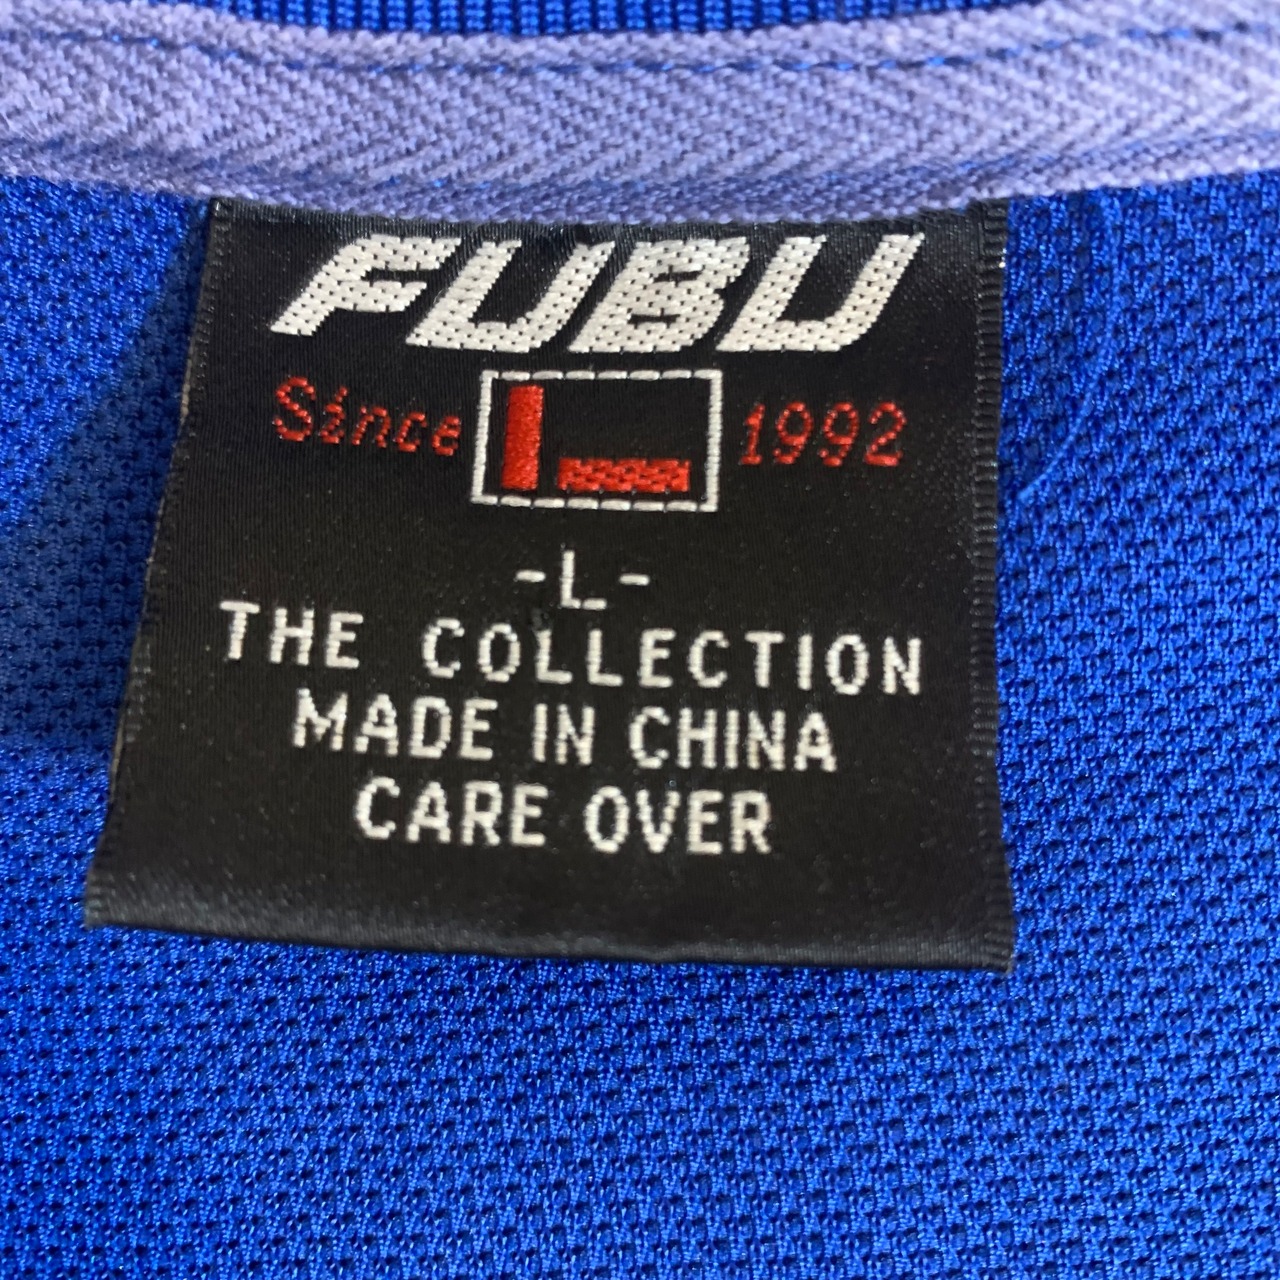 FUBU
Since 1992
-L-
THE COLLECTION
MADE IN CHINA
CARE OVER